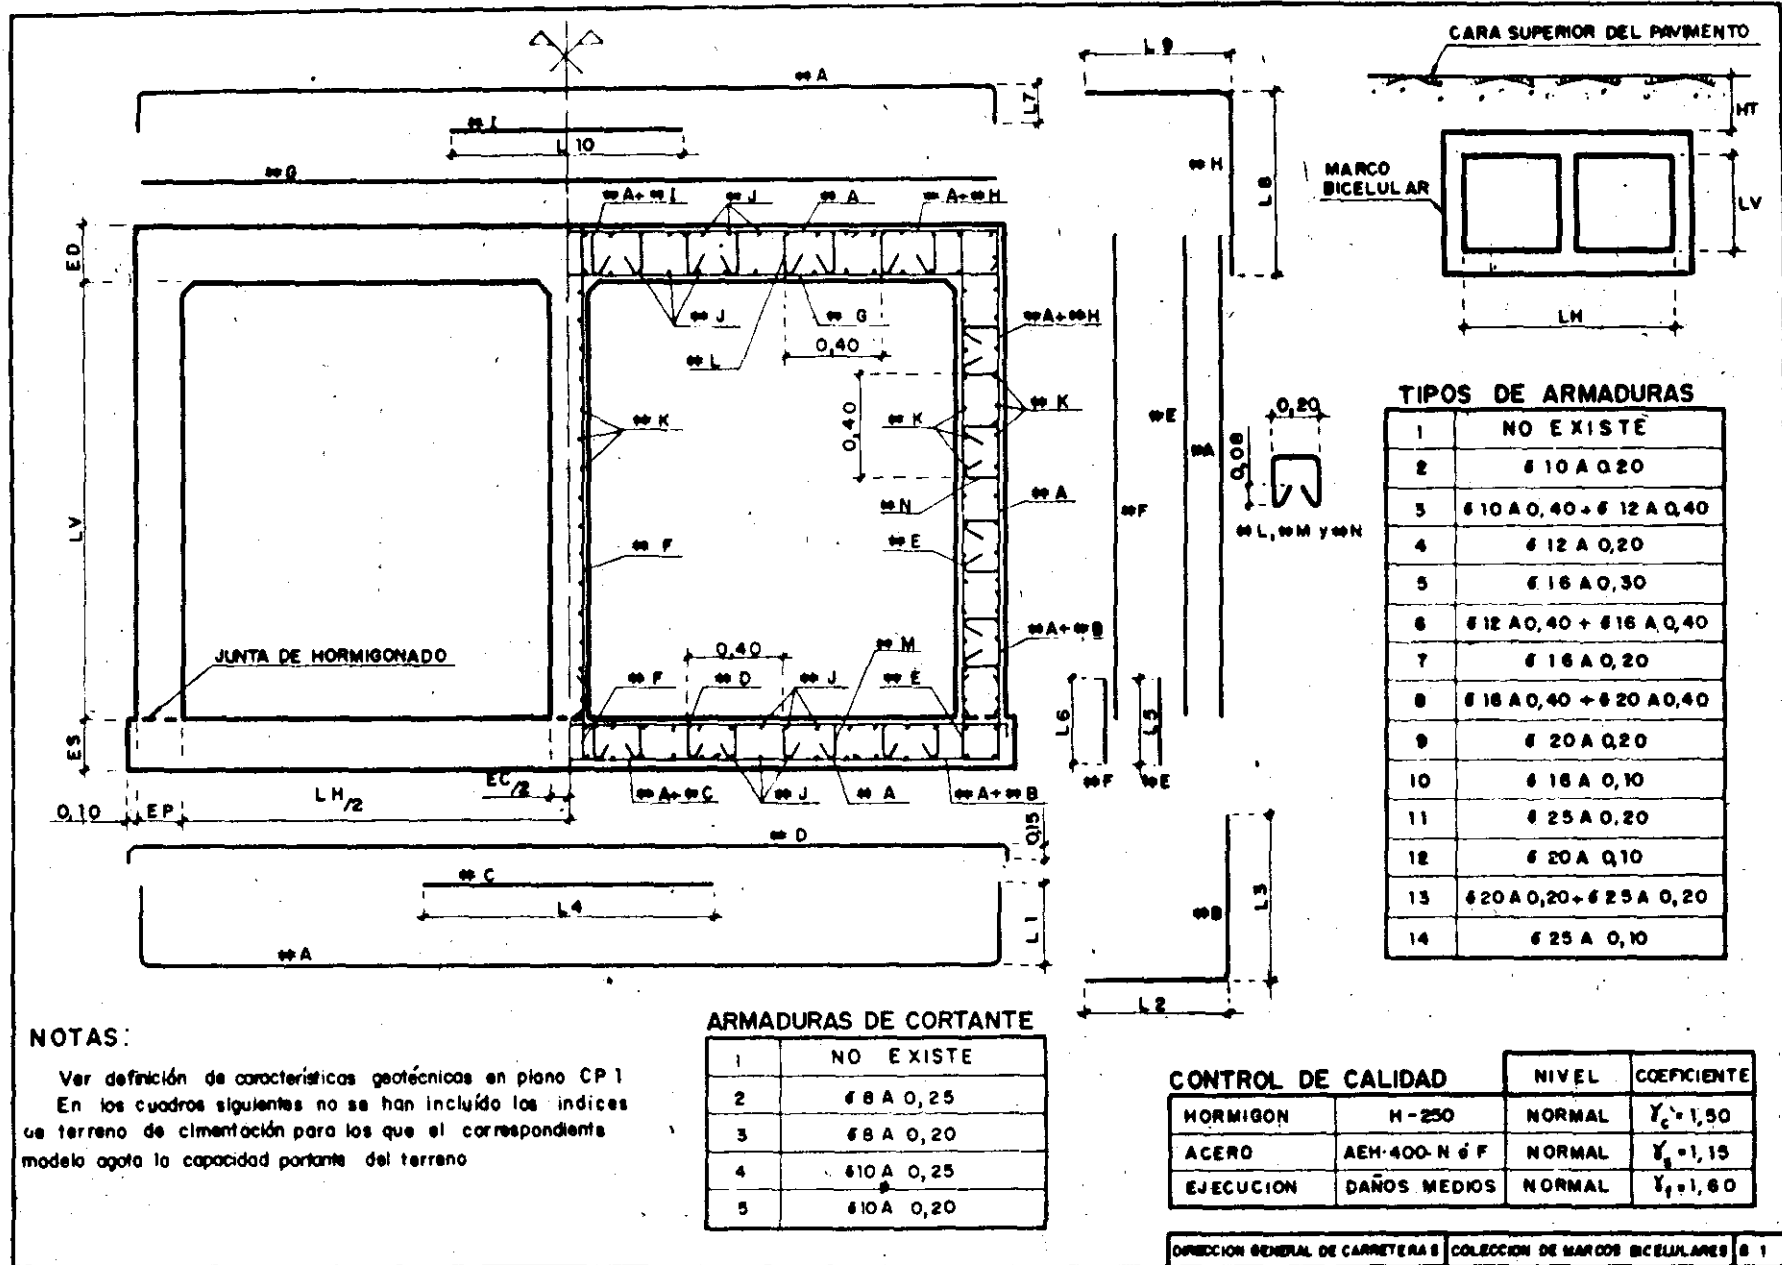 CARA SUPERIOR DEL PAVIMENTO
L9
** A
L7
HT
** I
L10
** H
L8
MARCO
BICELULAR
LV
** G
** A+ ** I
** J
** A
** A+ ** H
ED
LH
** J
** G
** A+ ** H
** L
0,40
TIPOS DE ARMADURAS
1 NO EXISTE
2 ϕ 10 A 0,20
3 ϕ 10 A 0,40 + ϕ 12 A 0,40
4 ϕ 12 A 0,20
5 ϕ 16 A 0,30
6 ϕ 12 A 0,40 + ϕ 16 A 0,40
7 ϕ 16 A 0,20
8 ϕ 16 A 0,40 + ϕ 20 A 0,40
9 ϕ 20 A 0,20
10 ϕ 16 A 0,10
11 ϕ 25 A 0,20
12 ϕ 20 A 0,10
13 ϕ 20 A 0,20 + ϕ 25 A 0,20
14 ϕ 25 A 0,10
0,40
** K
** K
** K
** E
** A
0,20
0,08
** L, ** M y ** N
** N
** A
** F
LV
** F
** E
** A+ ** B
JUNTA DE HORMIGONADO
0,40
** M
** F
** D
** J
** E
L6
L5
ES
** F
** E
EC/2
LH/2
0,10
EP
** A+ ** C
** J
** A
** A+ ** B
** D
0,15
** C
L4
L1
** A
** B
L3
L2
NOTAS:
Ver definición de características geotécnicas en plano CP 1
En los cuadros siguientes no se han incluído los indices
de terreno de cimentación para los que el correspondiente
modelo agota la capacidad portante del terreno
ARMADURAS DE CORTANTE
1 NO EXISTE
2 ϕ 8 A 0,25
3 ϕ 8 A 0,20
4 ϕ 10 A 0,25
5 ϕ 10 A 0,20
CONTROL DE CALIDAD NIVEL COEFICIENTE
HORMIGON H-250 NORMAL γc=1,50
ACERO AEH-400-N ó F NORMAL γs=1,15
EJECUCION DAÑOS MEDIOS NORMAL γf=1,60
DIRECCION GENERAL DE CARRETERAS COLECCION DE MARCOS BICELULARES B 1